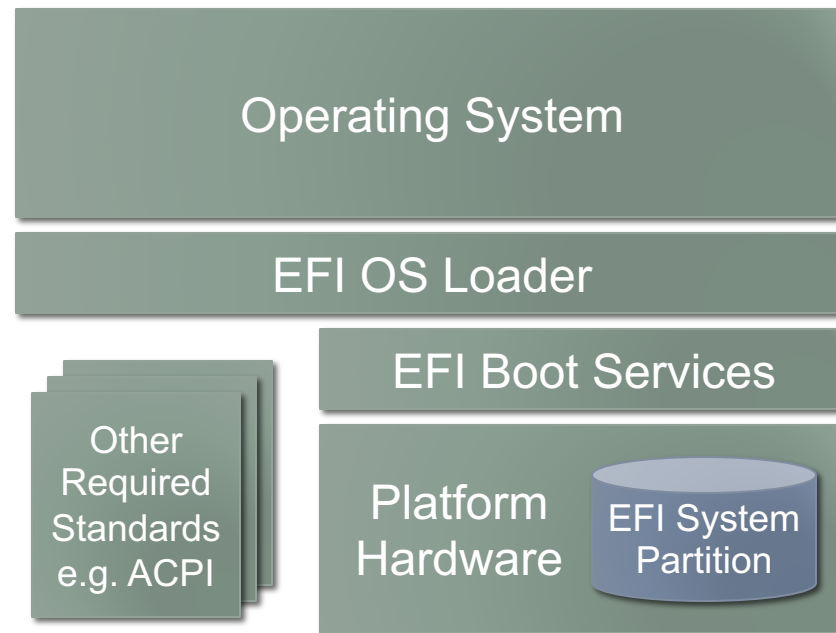 Operating System
EFI OS Loader
EFI Boot Services
Other
Required
Standards
e.g. ACPI
Platform
Hardware
EFI System
Partition